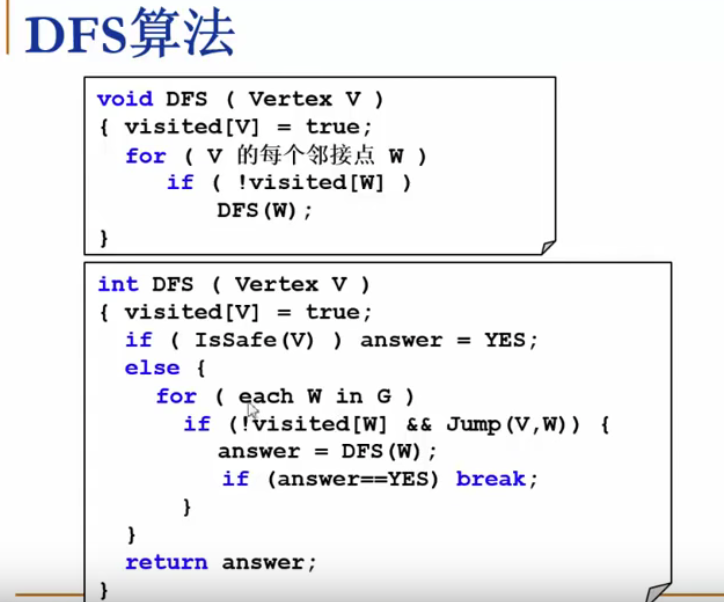 DFS算法
void DFS ( Vertex V )
{ visited[V] = true;
for ( V 的每个邻接点 W )
if ( !visited[W] )
DFS(W);
}
int DFS ( Vertex V )
{ visited[V] = true;
if ( IsSafe(V) ) answer = YES;
else {
for ( each W in G )
if (!visited[W] && Jump(V,W)) {
answer = DFS(W);
if (answer==YES) break;
}
}
return answer;
}